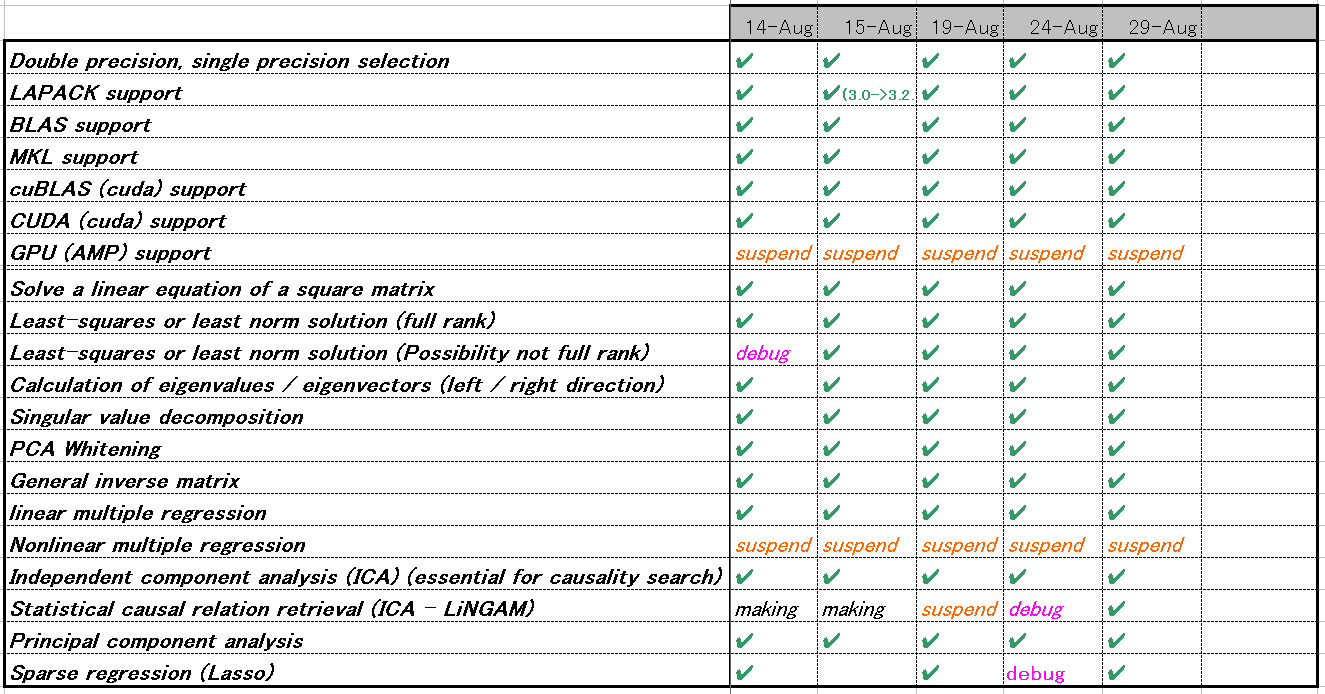 14-Aug 15-Aug 19-Aug 24-Aug 29-Aug
Double precision, single precision selection ✔ ✔ ✔ ✔ ✔
LAPACK support ✔ ✔(3.0->3.2. ✔ ✔ ✔
BLAS support ✔ ✔ ✔ ✔ ✔
MKL support ✔ ✔ ✔ ✔ ✔
cuBLAS (cuda) support ✔ ✔ ✔ ✔ ✔
CUDA (cuda) support ✔ ✔ ✔ ✔ ✔
GPU (AMP) support suspend suspend suspend suspend suspend
Solve a linear equation of a square matrix ✔ ✔ ✔ ✔ ✔
Least-squares or least norm solution (full rank) ✔ ✔ ✔ ✔ ✔
Least-squares or least norm solution (Possibility not full rank) debug ✔ ✔ ✔ ✔
Calculation of eigenvalues / eigenvectors (left / right direction) ✔ ✔ ✔ ✔ ✔
Singular value decomposition ✔ ✔ ✔ ✔ ✔
PCA Whitening ✔ ✔ ✔ ✔ ✔
General inverse matrix ✔ ✔ ✔ ✔ ✔
linear multiple regression ✔ ✔ ✔ ✔ ✔
Nonlinear multiple regression suspend suspend suspend suspend suspend
Independent component analysis (ICA) (essential for causality search) ✔ ✔ ✔ ✔ ✔
Statistical causal relation retrieval (ICA - LiNGAM) making making suspend debug ✔
Principal component analysis ✔ ✔ ✔ ✔ ✔
Sparse regression (Lasso) ✔ ✔ debug ✔